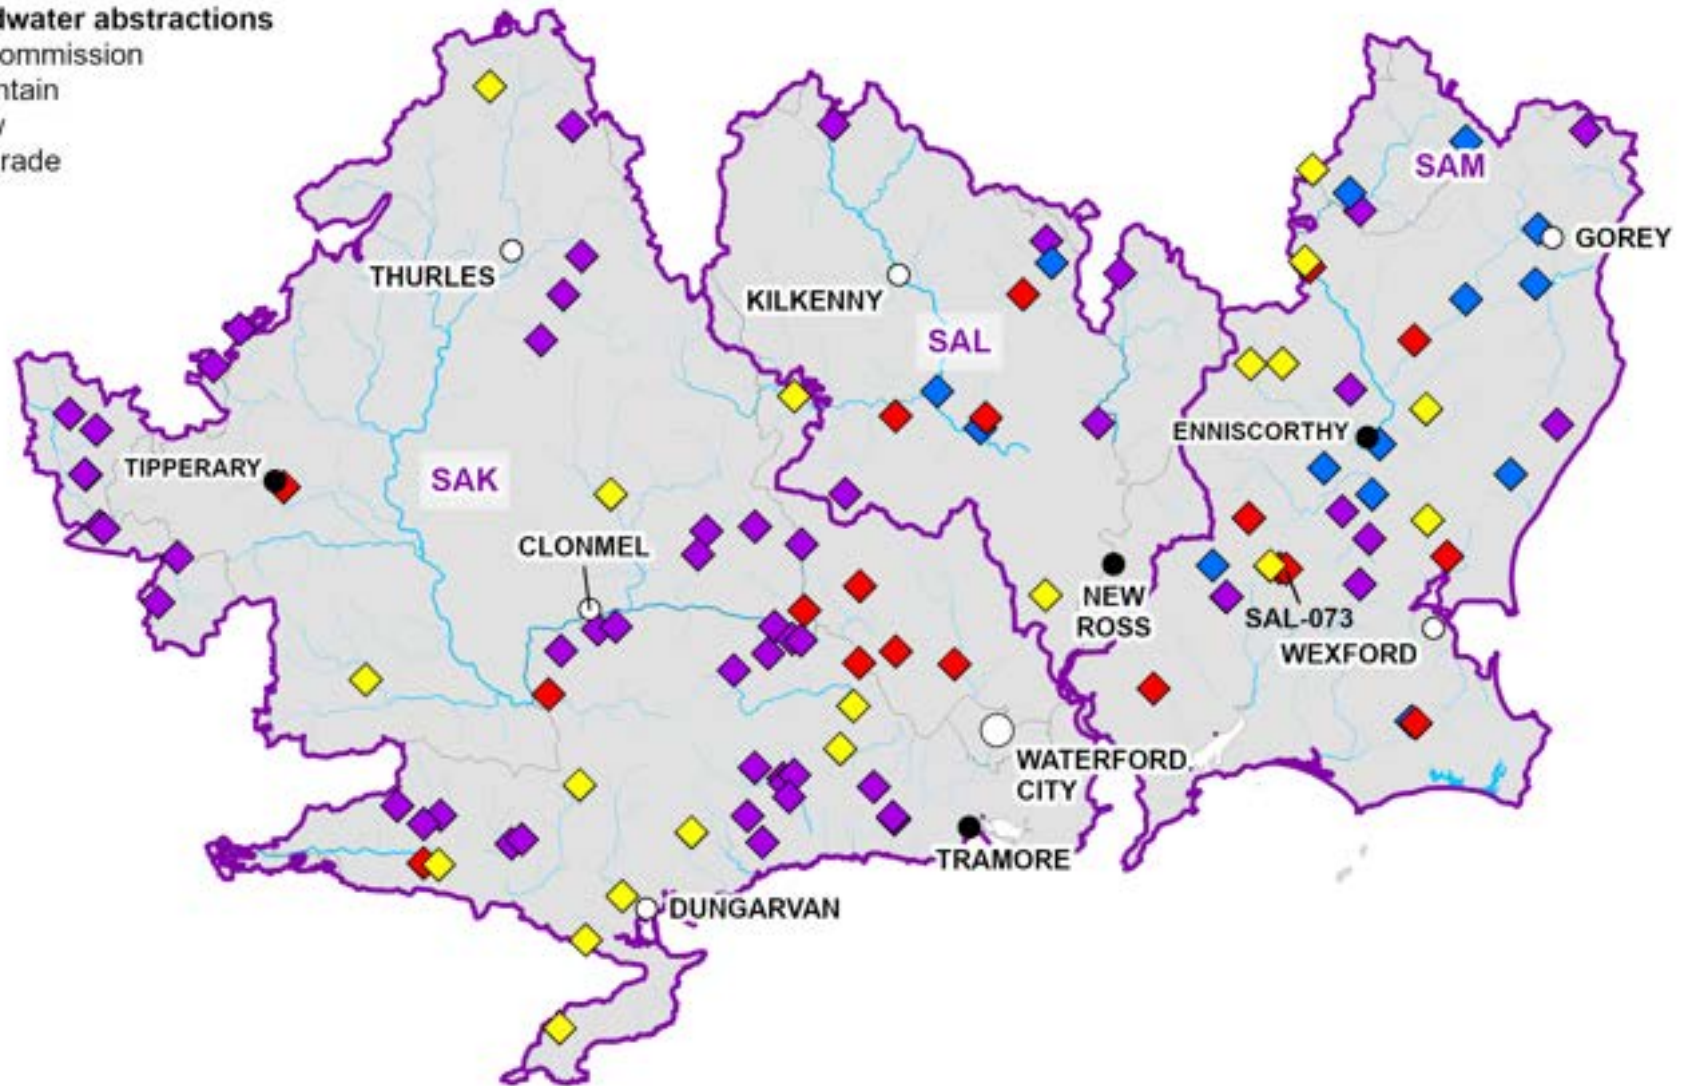 dwater abstractions
ommission
ntain
rade
SAM
GOREY
THURLES
KILKENNY
SAL
ENNISCORTHY
TIPPERARY
SAK
CLONMEL
NEW
ROSS
SAL-073
WEXFORD
WATERFORD
CITY
TRAMORE
DUNGARVAN